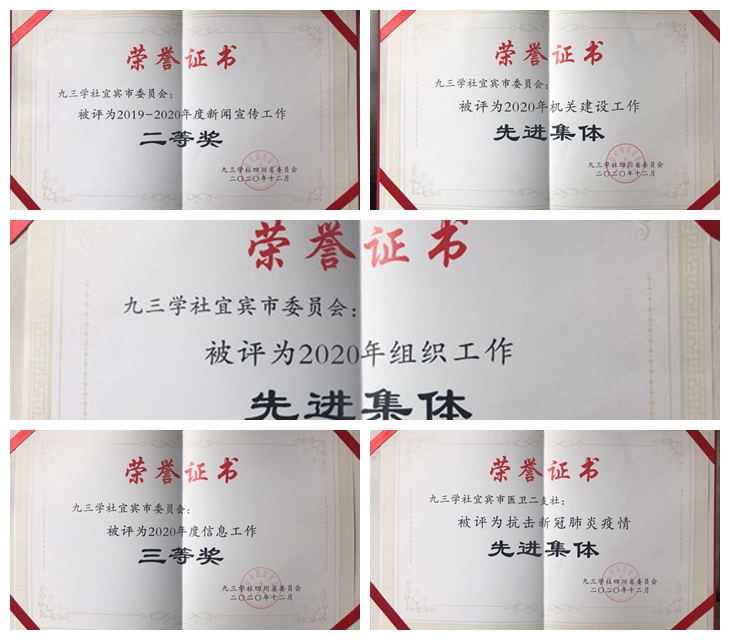 荣誉证书
九三学社宜宾市委员会：
被评为2019-2020年度新闻宣传工作
二等奖
九三学社四川省委员会
二〇二〇年十二月
荣誉证书
九三学社宜宾市委员会：
被评为2020年机关建设工作
先进集体
九三学社四川省委员会
二〇二〇年十二月
荣誉证书
九三学社宜宾市委员会：
被评为2020年组织工作
先进集体
荣誉证书
九三学社宜宾市委员会：
被评为2020年度信息工作
三等奖
九三学社四川省委员会
二〇二〇年十二月
荣誉证书
九三学社宜宾市医卫二支社：
被评为抗击新冠肺炎疫情
先进集体
九三学社四川省委员会
二〇二〇年十二月